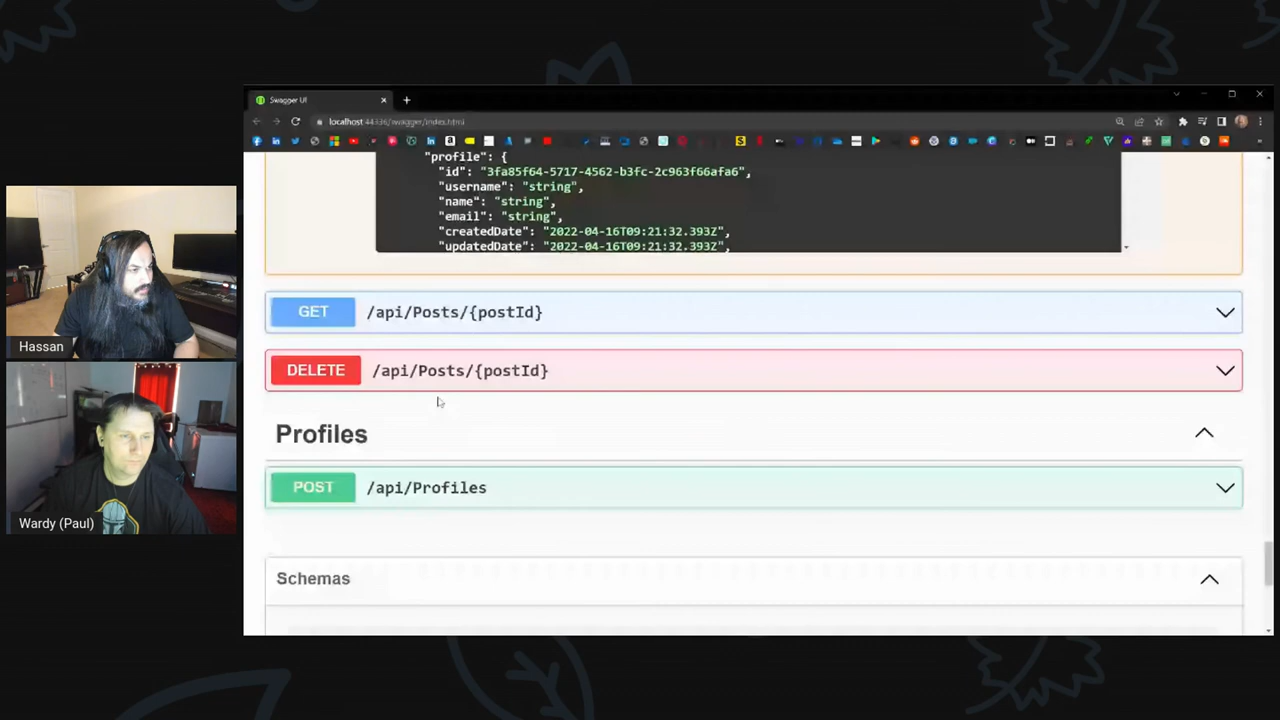 Swagger UI
localhost:44336/swagger/index.html
"profile": {
"id": "3fa85f64-5717-4562-b3fc-2c963f66afa6",
"username": "string",
"name": "string",
"email": "string",
"createdDate": "2022-04-16T09:21:32.393Z",
"updatedDate": "2022-04-16T09:21:32.393Z",
GET /api/Posts/{postId}
DELETE /api/Posts/{postId}
Profiles
POST /api/Profiles
Schemas
Hassan
Wardy (Paul)